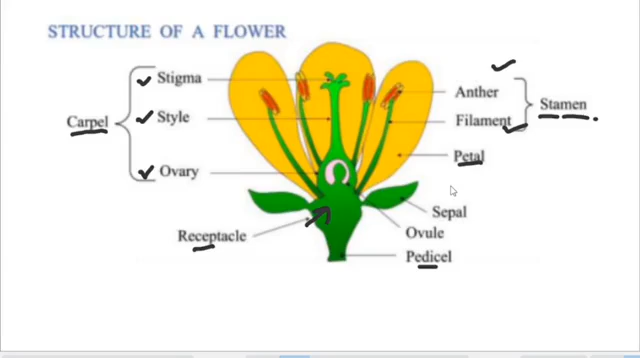 STRUCTURE OF A FLOWER
Stigma
Style
Ovary
Carpel
Receptacle
Anther
Filament
Stamen
Petal
Sepal
Ovule
Pedicel